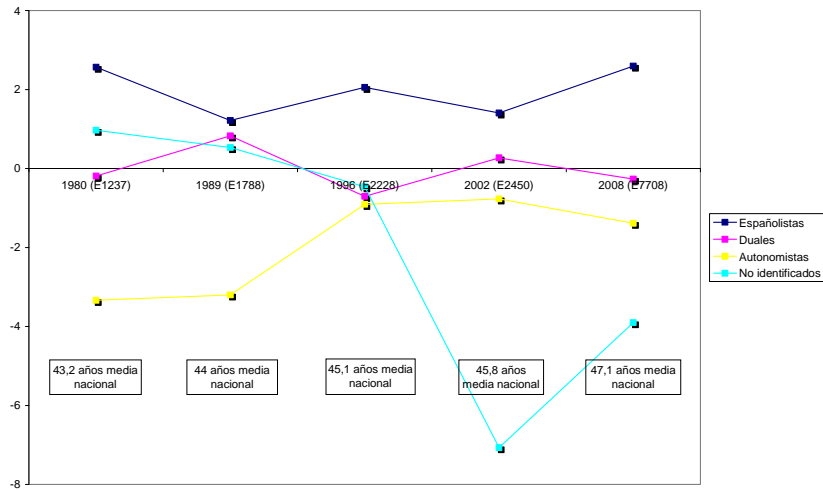 4
2
0
-2
-4
-6
-8
1980 (E1237)
1989 (E1788)
1996 (E2228)
2002 (E2450)
2008 (E7708)
43,2 años media
nacional
44 años media
nacional
45,1 años media
nacional
45,8 años
media nacional
47,1 años media
nacional
Españolistas
Duales
Autonomistas
No identificados